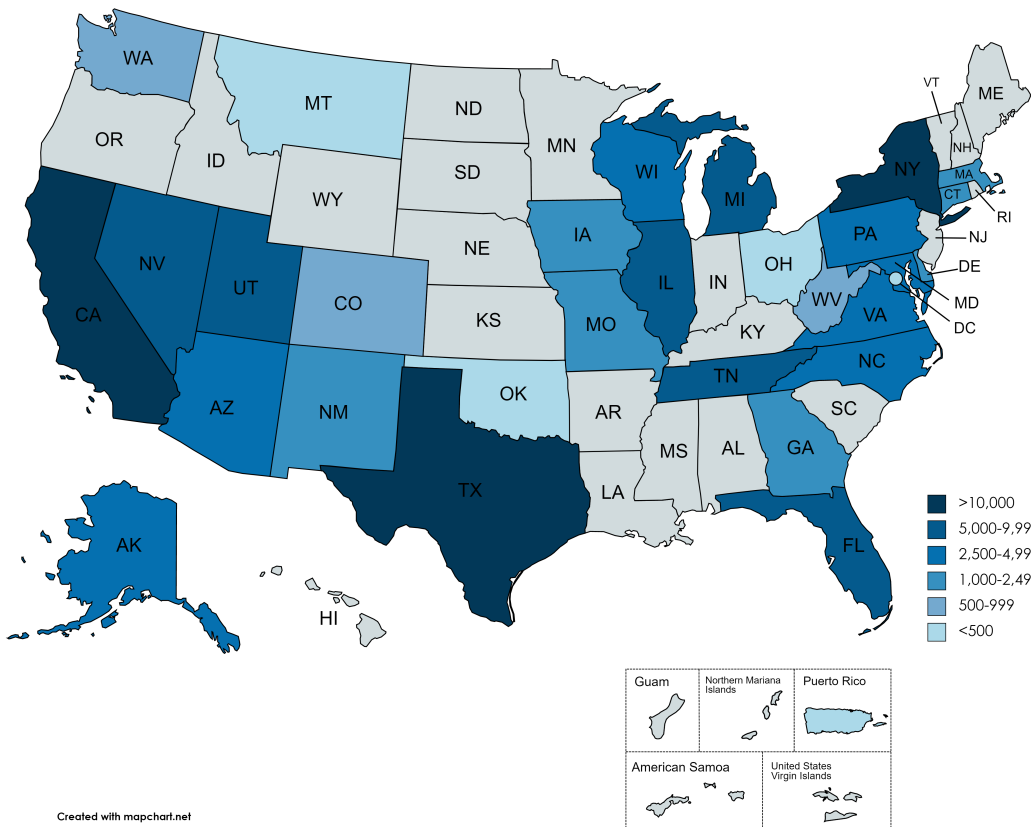 WA
MT
ND
MN
VT
ME
OR
ID
SD
WI
NY
NH
MA
CT
RI
WY
MI
NE
IA
PA
NJ
NV
UT
CO
IL
IN
OH
DE
MD
DC
CA
KS
MO
KY
WV
VA
TN
NC
AZ
NM
OK
AR
SC
MS
AL
GA
TX
LA
FL
AK
HI
>10,000
5,000-9,99
2,500-4,99
1,000-2,49
500-999
<500
Guam
Northern Mariana
Islands
Puerto Rico
American Samoa
United States
Virgin Islands
Created with mapchart.net